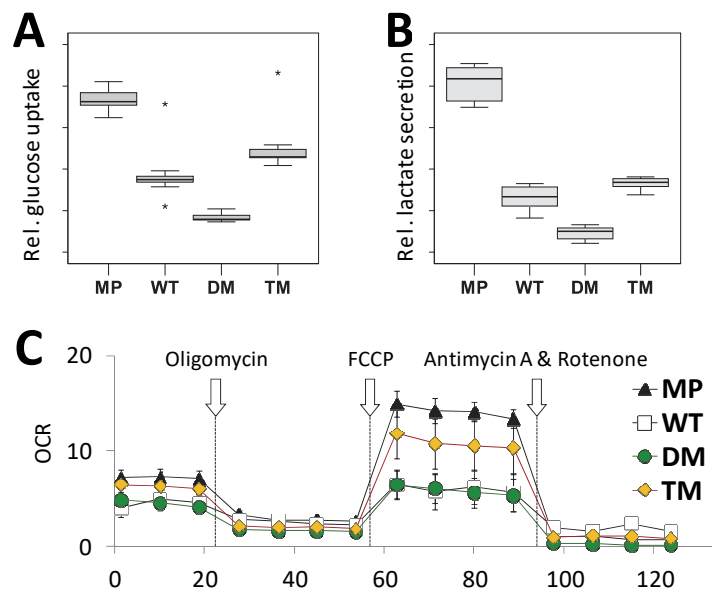 A
B
Rel. glucose uptake
Rel. lactate secretion
*
*
*
MP WT DM TM
MP WT DM TM
C
20
10
0
OCR
Oligomycin
FCCP
Antimycin A & Rotenone
MP
WT
DM
TM
0 20 40 60 80 100 120